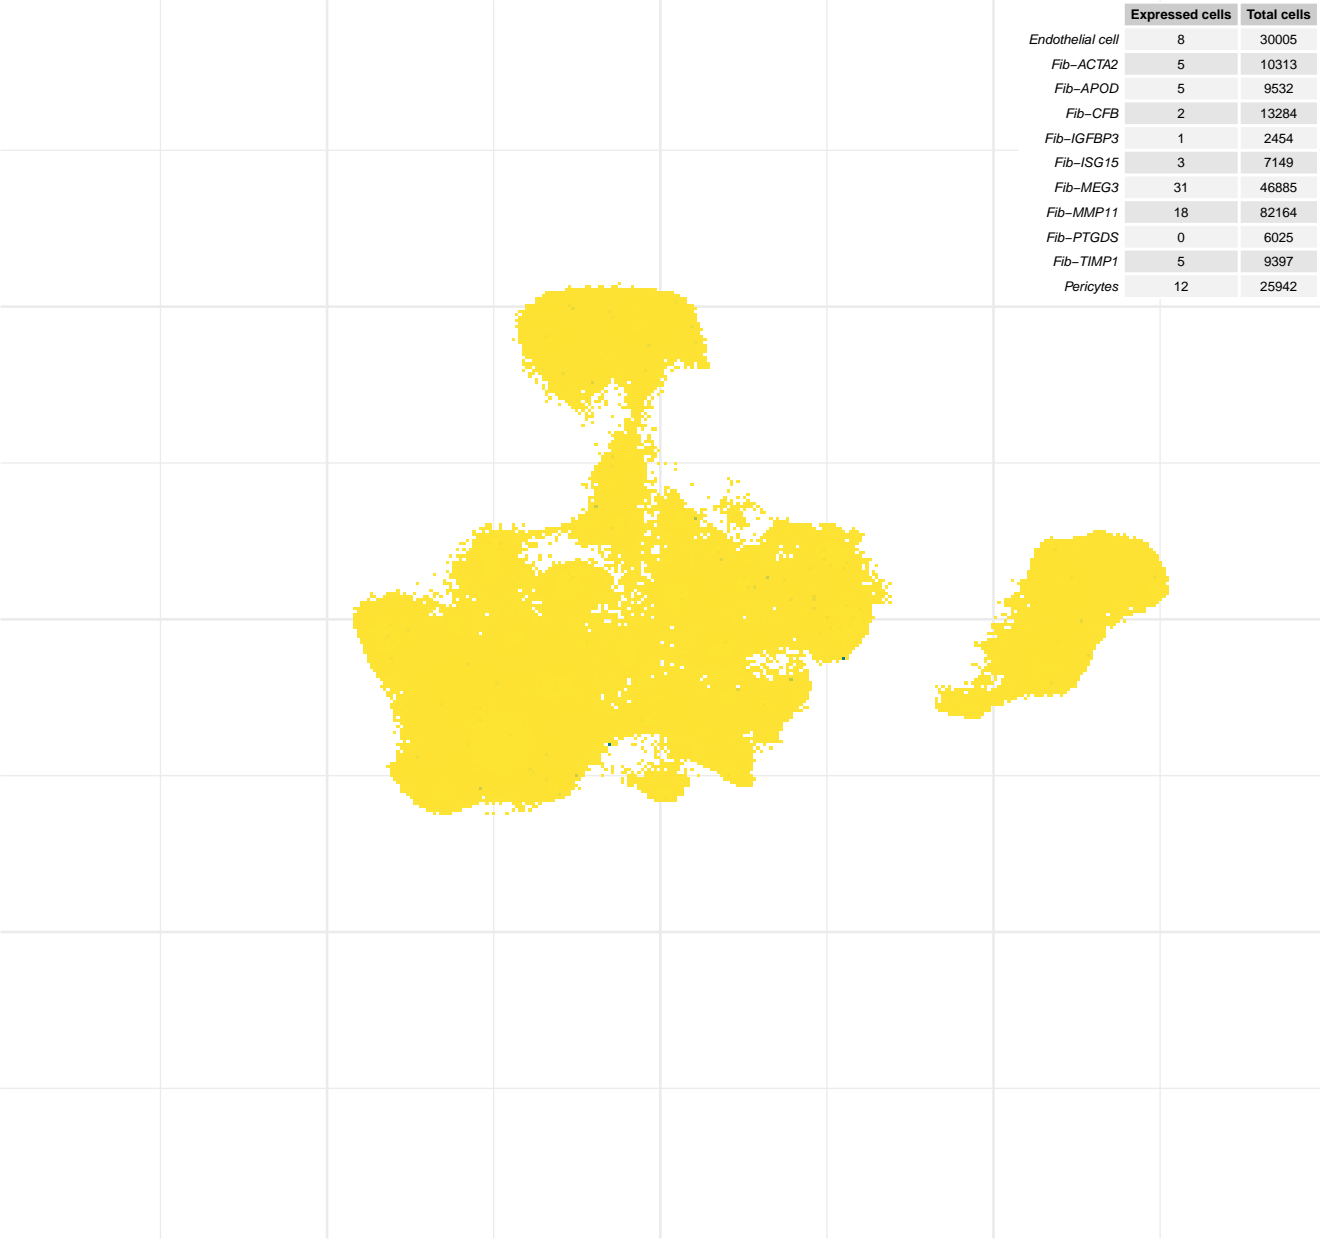 Expressed cells Total cells
Endothelial cell 8 30005
Fib−ACTA2 5 10313
Fib−APOD 5 9532
Fib−CFB 2 13284
Fib−IGFBP3 1 2454
Fib−ISG15 3 7149
Fib−MEG3 31 46885
Fib−MMP11 18 82164
Fib−PTGDS 0 6025
Fib−TIMP1 5 9397
Pericytes 12 25942